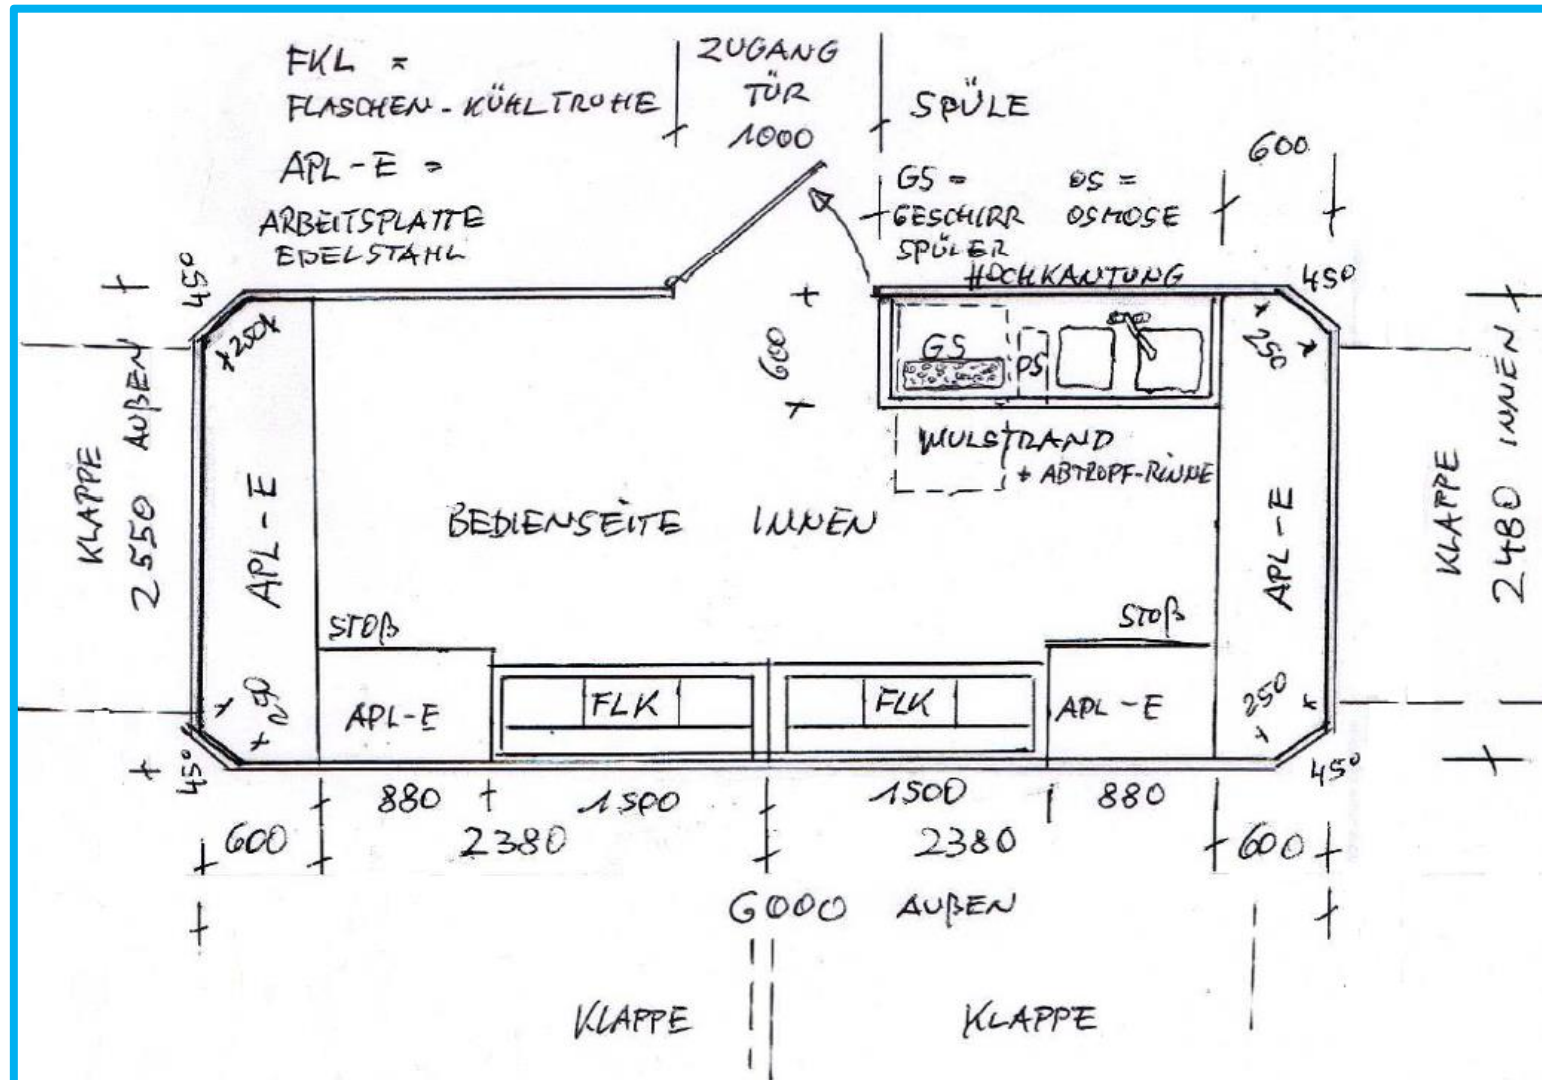 FKL =
FLASCHEN-KÜHLTRUHE
APL-E =
ARBEITSPLATTE
EDELSTAHL
ZUGANG
TÜR
1000
SPÜLE
600
GS =
GESCHIRR
SPÜLER
OS =
OSMOSE
HOCHKANTUNG
45°
45°
250
250
600
GS
OS
WULSTRAND
+ ABTROPF-RINNE
KLAPPE
2550 AUßEN
APL-E
BEDIENSEITE INNEN
APL-E
KLAPPE
2480 INNEN
STOß
STOß
250
APL-E
FLK
FLK
APL-E
250
45°
45°
880
1500
1500
880
600
2380
2380
600
6000 AUßEN
KLAPPE
KLAPPE